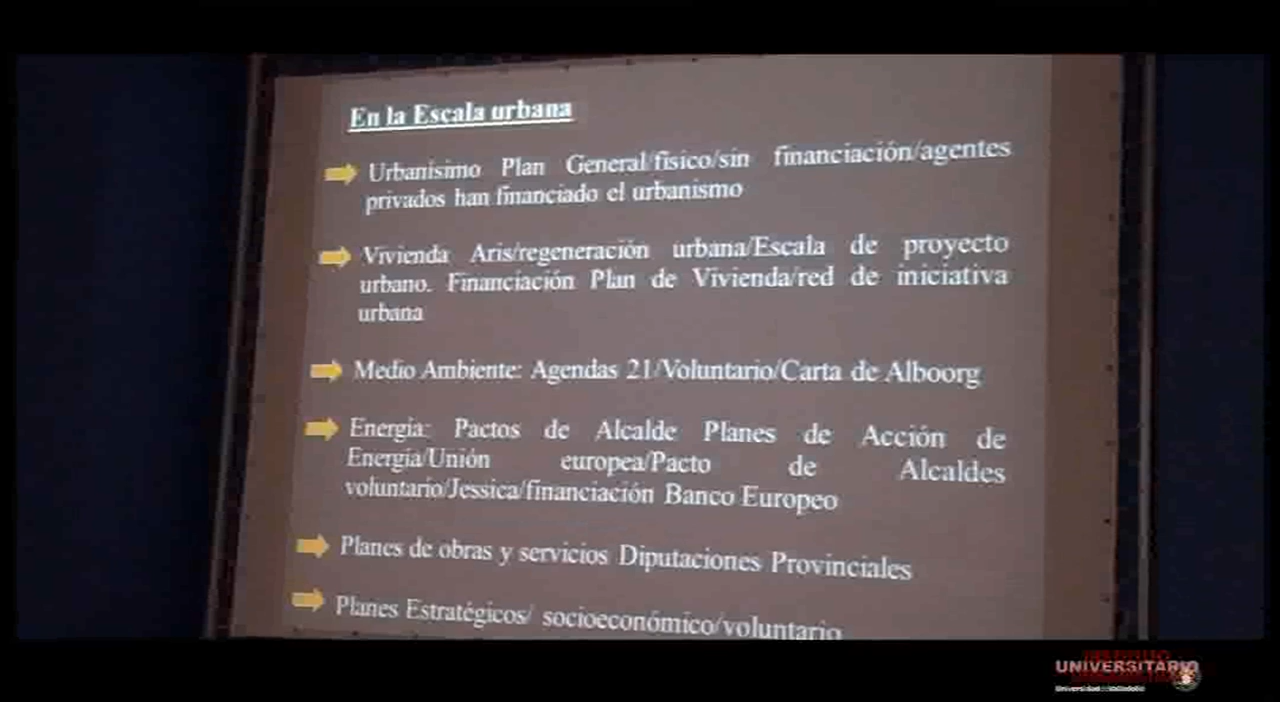 En la Escala urbana
Urbanísimo Plan General/físico/sin financiación/agentes
privados han financiado el urbanismo
Vivienda Aris/regeneración urbana/Escala de proyecto
urbano. Financiación Plan de Vivienda/red de iniciativa
urbana
Medio Ambiente: Agendas 21/Voluntario/Carta de Alboorg
Energía: Pactos de Alcalde Planes de Acción de
Energía/Unión europea/Pacto de Alcaldes
voluntario/Jessica/financiación Banco Europeo
Planes de obras y servicios Diputaciones Provinciales
Planes Estratégicos/ socioeconómico/voluntario
UNIVERSITARIO